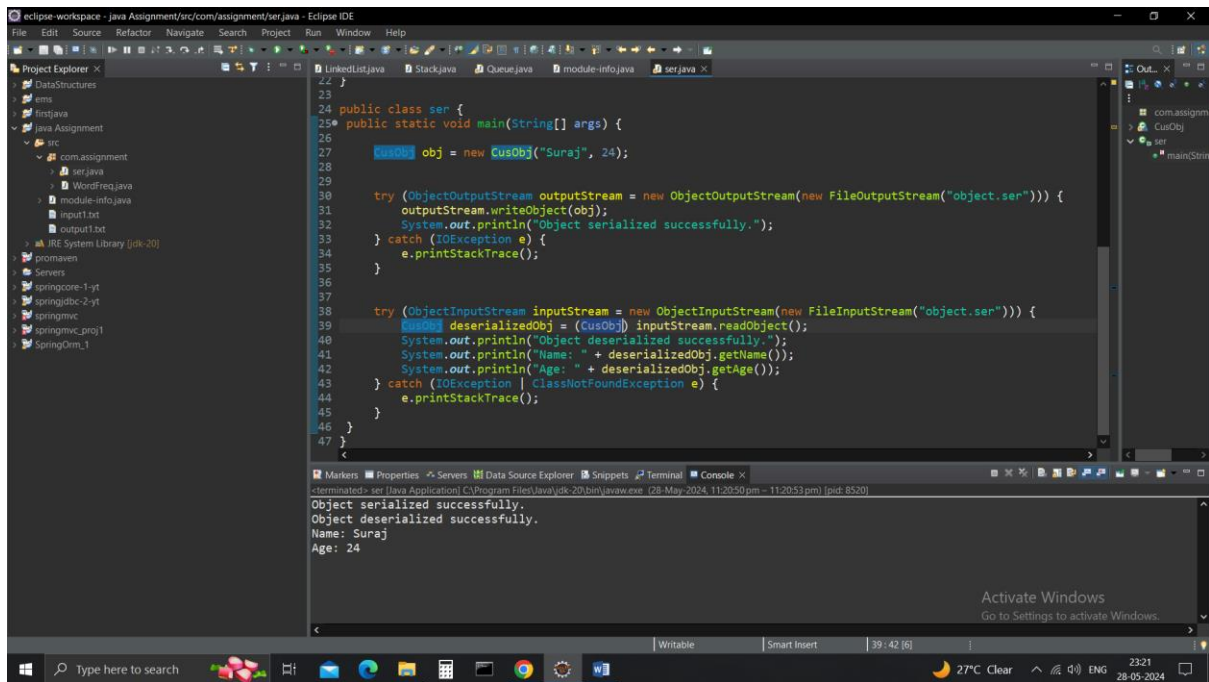 eclipse-workspace - java Assignment/src/com/assignment/ser.java - Eclipse IDE
File Edit Source Refactor Navigate Search Project Run Window Help
Project Explorer
DataStructures
ems
firstjava
java Assignment
src
com.assignment
ser.java
WordFreq.java
module-info.java
input1.txt
output1.txt
JRE System Library [jdk-20]
promaven
Servers
springcore-1-yt
springjdbc-2-yt
springmvc
springmvc_proj1
SpringOrm_1
LinkedList.java Stack.java Queue.java module-info.java ser.java
22 }
23
24 public class ser {
25 public static void main(String[] args) {
26
27 CusObj obj = new CusObj("Suraj", 24);
28
29
30 try (ObjectOutputStream outputStream = new ObjectOutputStream(new FileOutputStream("object.ser"))) {
31 outputStream.writeObject(obj);
32 System.out.println("Object serialized successfully.");
33 } catch (IOException e) {
34 e.printStackTrace();
35 }
36
37
38 try (ObjectInputStream inputStream = new ObjectInputStream(new FileInputStream("object.ser"))) {
39 CusObj deserializedObj = (CusObj) inputStream.readObject();
40 System.out.println("Object deserialized successfully.");
41 System.out.println("Name: " + deserializedObj.getName());
42 System.out.println("Age: " + deserializedObj.getAge());
43 } catch (IOException | ClassNotFoundException e) {
44 e.printStackTrace();
45 }
46 }
47 }
Out...
com.assignm
CusObj
ser
main(Strin
Markers Properties Servers Data Source Explorer Snippets Terminal Console
<terminated> ser [Java Application] C:\Program Files\Java\jdk-20\bin\javaw.exe (28-May-2024, 11:20:50 pm – 11:20:53 pm) [pid: 8520]
Object serialized successfully.
Object deserialized successfully.
Name: Suraj
Age: 24
Activate Windows
Go to Settings to activate Windows.
Writable Smart Insert 39 : 42 [6]
Type here to search
27°C Clear ENG 23:21
28-05-2024